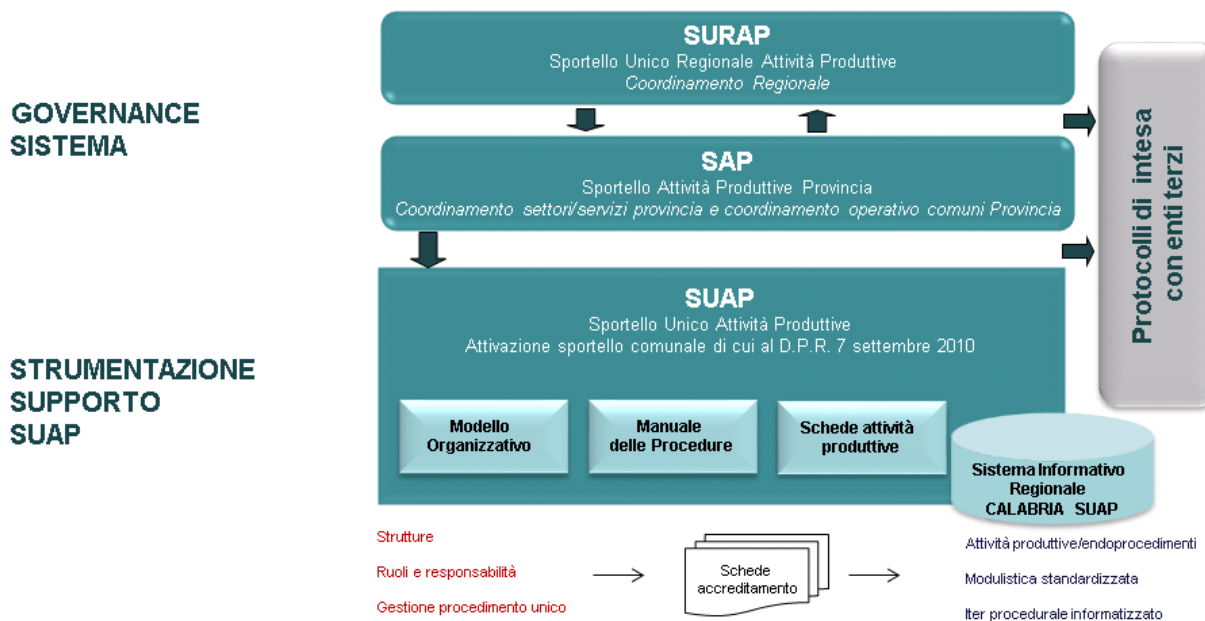 SURAP
Sportello Unico Regionale Attività Produttive
Coordinamento Regionale
GOVERNANCE
SISTEMA
SAP
Sportello Attività Produttive Provincia
Coordinamento settori/servizi provincia e coordinamento operativo comuni Provincia
Protocolli di intesa
con enti terzi
SUAP
Sportello Unico Attività Produttive
Attivazione sportello comunale di cui al D.P.R. 7 settembre 2010
STRUMENTAZIONE
SUPPORTO
SUAP
Modello
Organizzativo
Manuale
delle Procedure
Schede attività
produttive
Sistema Informativo
Regionale
CALABRIA SUAP
Strutture
Ruoli e responsabilità
Gestione procedimento unico
Schede
accreditamento
Attività produttive/endoprocedimenti
Modulistica standardizzata
Iter procedurale informatizzato